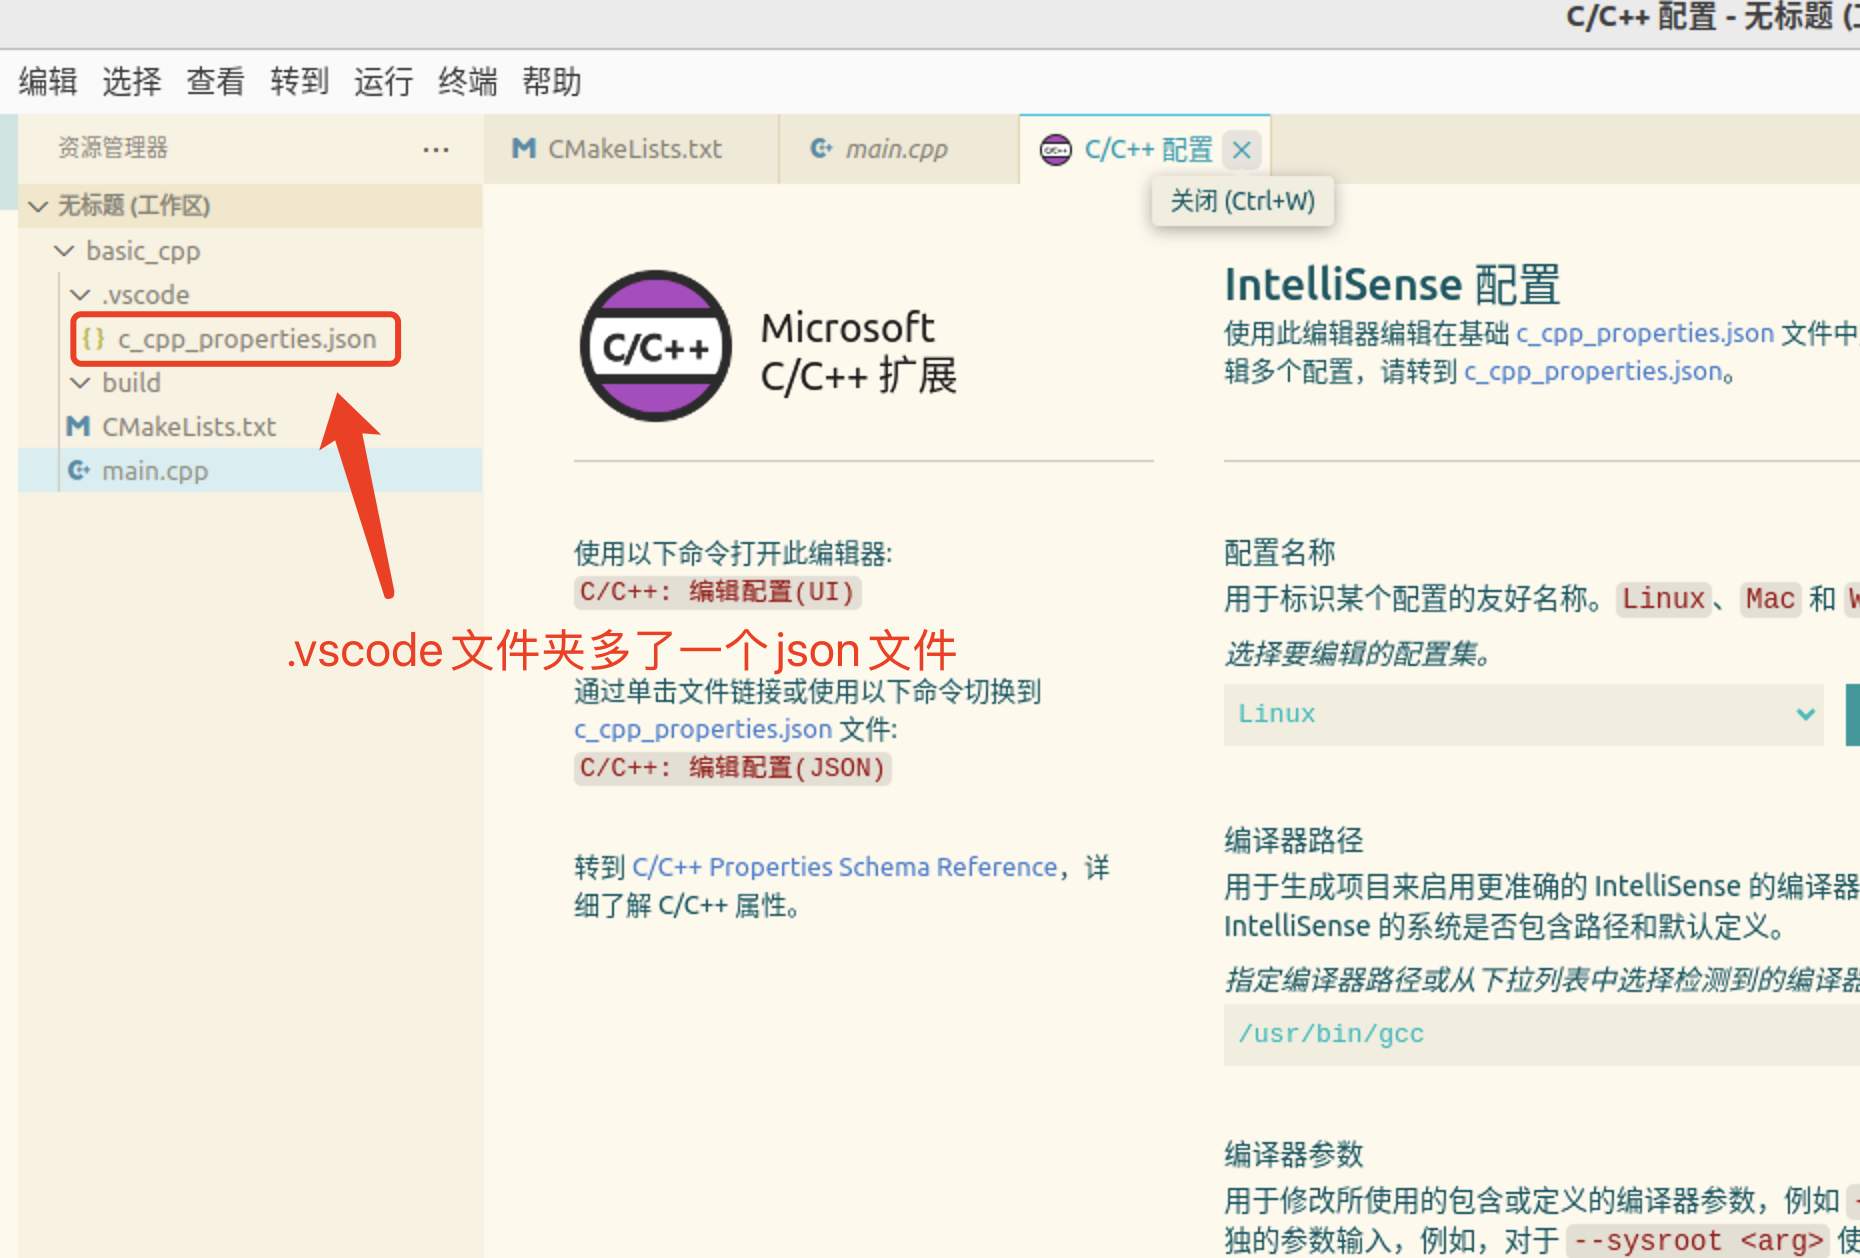 C/C++ 配置 - 无标题 (
编辑 选择 查看 转到 运行 终端 帮助
资源管理器 ...
无标题 (工作区)
basic_cpp
.vscode
{} c_cpp_properties.json
build
M CMakeLists.txt
C+ main.cpp
M CMakeLists.txt
C+ main.cpp
C/C++ 配置
关闭 (Ctrl+W)
C/C++
Microsoft
C/C++ 扩展
使用以下命令打开此编辑器:
C/C++: 编辑配置(UI)
.vscode文件夹多了一个json文件
通过单击文件链接或使用以下命令切换到
c_cpp_properties.json 文件:
C/C++: 编辑配置(JSON)
转到 C/C++ Properties Schema Reference，详
细了解 C/C++ 属性。
IntelliSense 配置
使用此编辑器编辑在基础 c_cpp_properties.json 文件中
辑多个配置，请转到 c_cpp_properties.json。
配置名称
用于标识某个配置的友好名称。Linux、Mac 和
选择要编辑的配置集。
Linux
编译器路径
用于生成项目来启用更准确的 IntelliSense 的编译器
IntelliSense 的系统是否包含路径和默认定义。
指定编译器路径或从下拉列表中选择检测到的编译器
/usr/bin/gcc
编译器参数
用于修改所使用的包含或定义的编译器参数，例如
独的参数输入，例如，对于 --sysroot <arg> 使